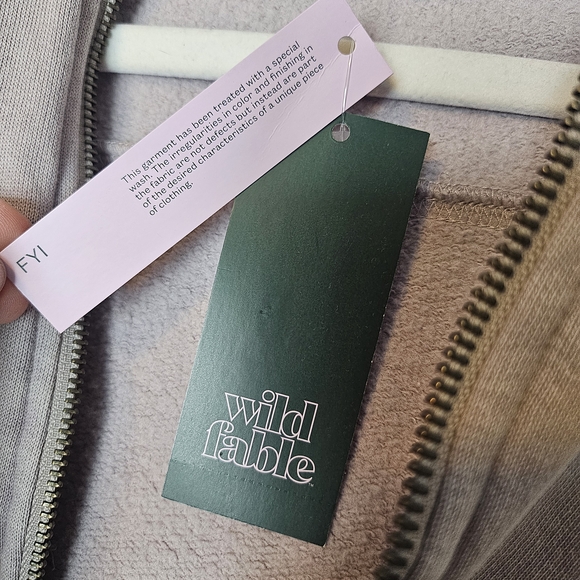 This garment has been treated with a special
wash. The irregularities in color and finishing in
the fabric are not defects but instead are part
of the desired characteristics of a unique piece
of clothing.
FYI
wild
fable